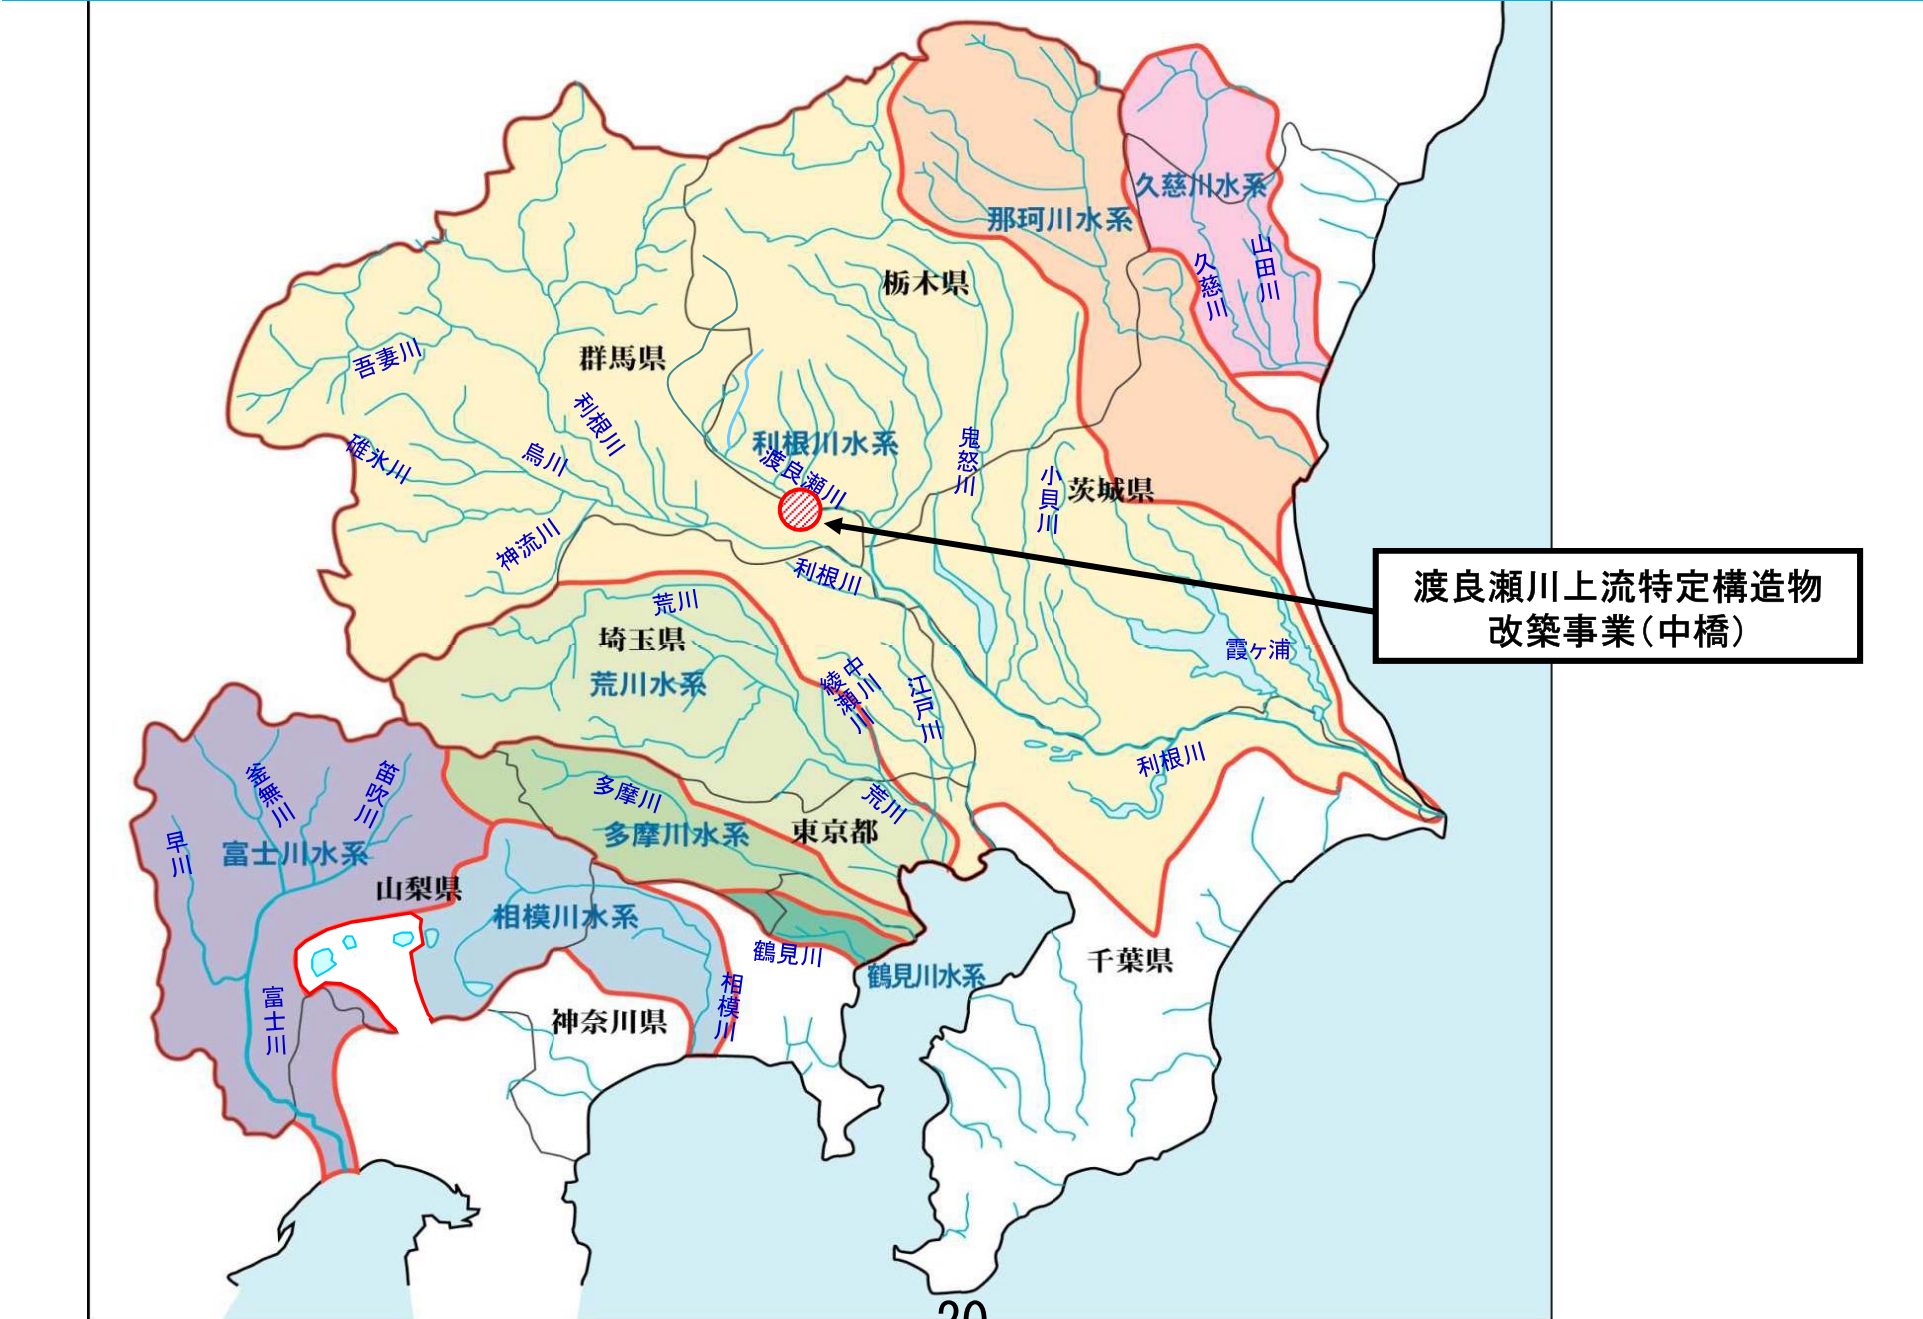 久慈川水系
那珂川水系
山田川
久慈川
栃木県
群馬県
吾妻川
利根川
利根川水系
鬼怒川
碓氷川
烏川
渡良瀬川
小貝川
茨城県
神流川
利根川
渡良瀬川上流特定構造物
改築事業(中橋)
荒川
埼玉県
荒川水系
霞ヶ浦
中川
綾瀬川
江戸川
利根川
釜無川
笛吹川
多摩川
荒川
早川
富士川水系
多摩川水系
東京都
山梨県
相模川水系
鶴見川
鶴見川水系
千葉県
相模川
富士川
神奈川県
20